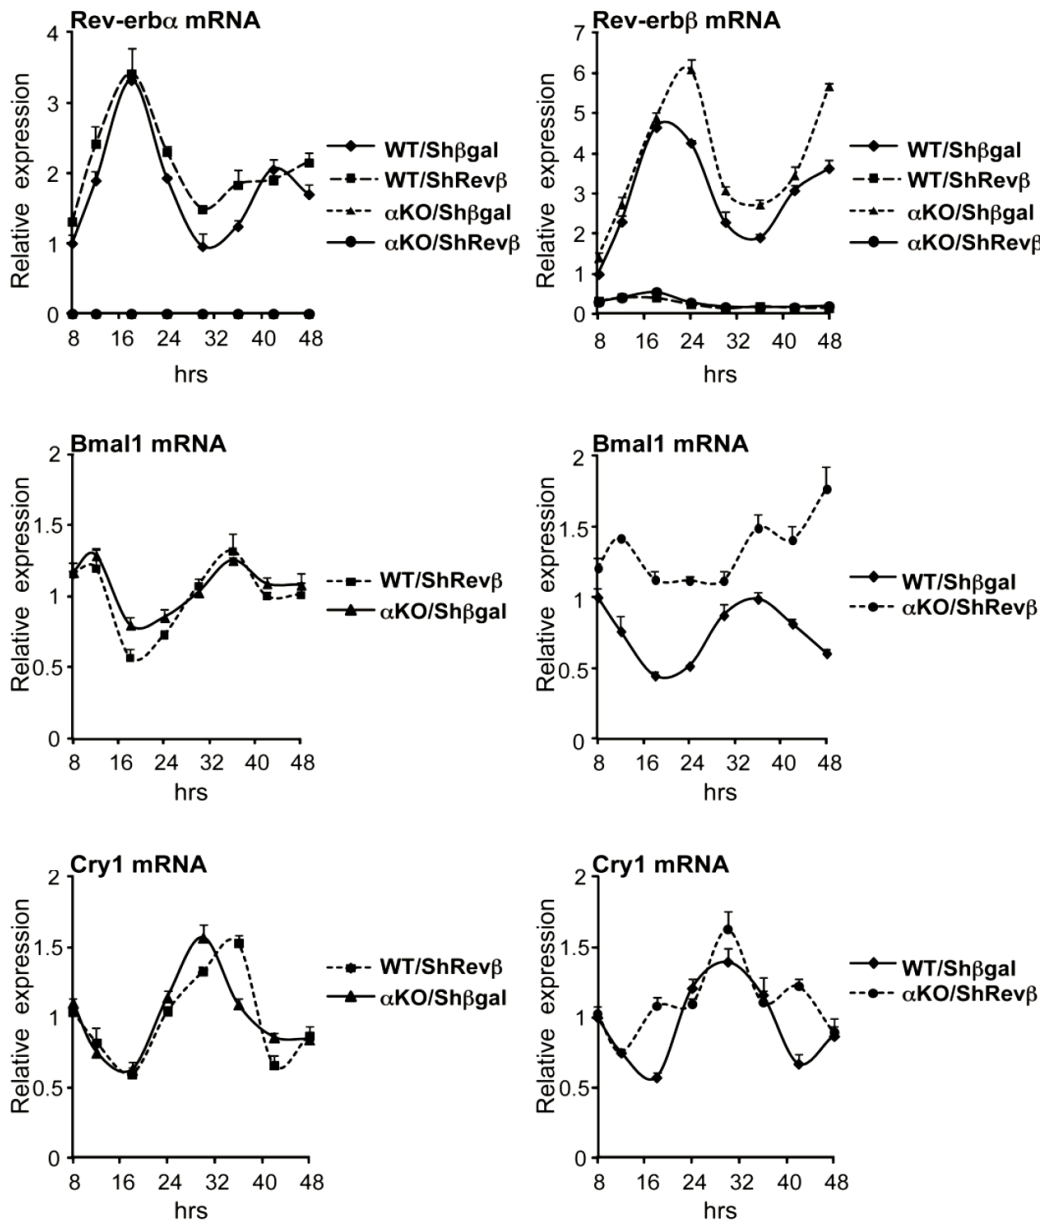 Rev-erbα mRNA
Relative expression
4
3
2
1
0
8 16 24 32 40 48
hrs
WT/Shβgal
WT/ShRevβ
αKO/Shβgal
αKO/ShRevβ
Rev-erbβ mRNA
Relative expression
7
6
5
4
3
2
1
0
8 16 24 32 40 48
hrs
WT/Shβgal
WT/ShRevβ
αKO/Shβgal
αKO/ShRevβ
Bmal1 mRNA
Relative expression
2
1.5
1
0.5
0
8 16 24 32 40 48
hrs
WT/ShRevβ
αKO/Shβgal
Bmal1 mRNA
Relative expression
2
1.5
1
0.5
0
8 16 24 32 40 48
hrs
WT/Shβgal
αKO/ShRevβ
Cry1 mRNA
Relative expression
2
1.5
1
0.5
0
8 16 24 32 40 48
hrs
WT/ShRevβ
αKO/Shβgal
Cry1 mRNA
Relative expression
2
1.5
1
0.5
0
8 16 24 32 40 48
hrs
WT/Shβgal
αKO/ShRevβ